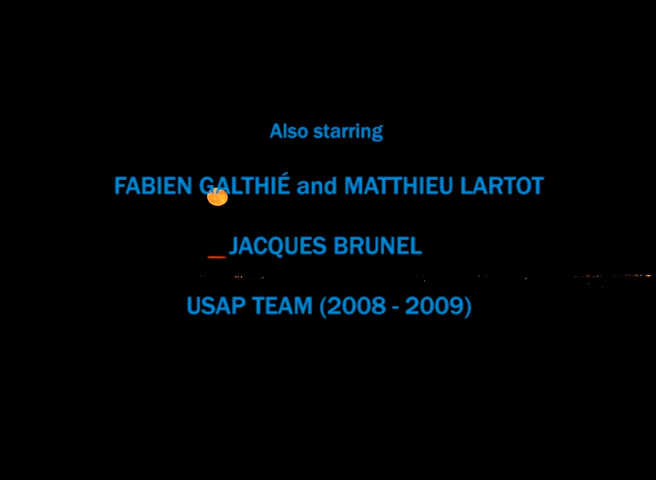 Also starring
FABIEN GALTHIÉ and MATTHIEU LARTOT
JACQUES BRUNEL
USAP TEAM (2008 - 2009)